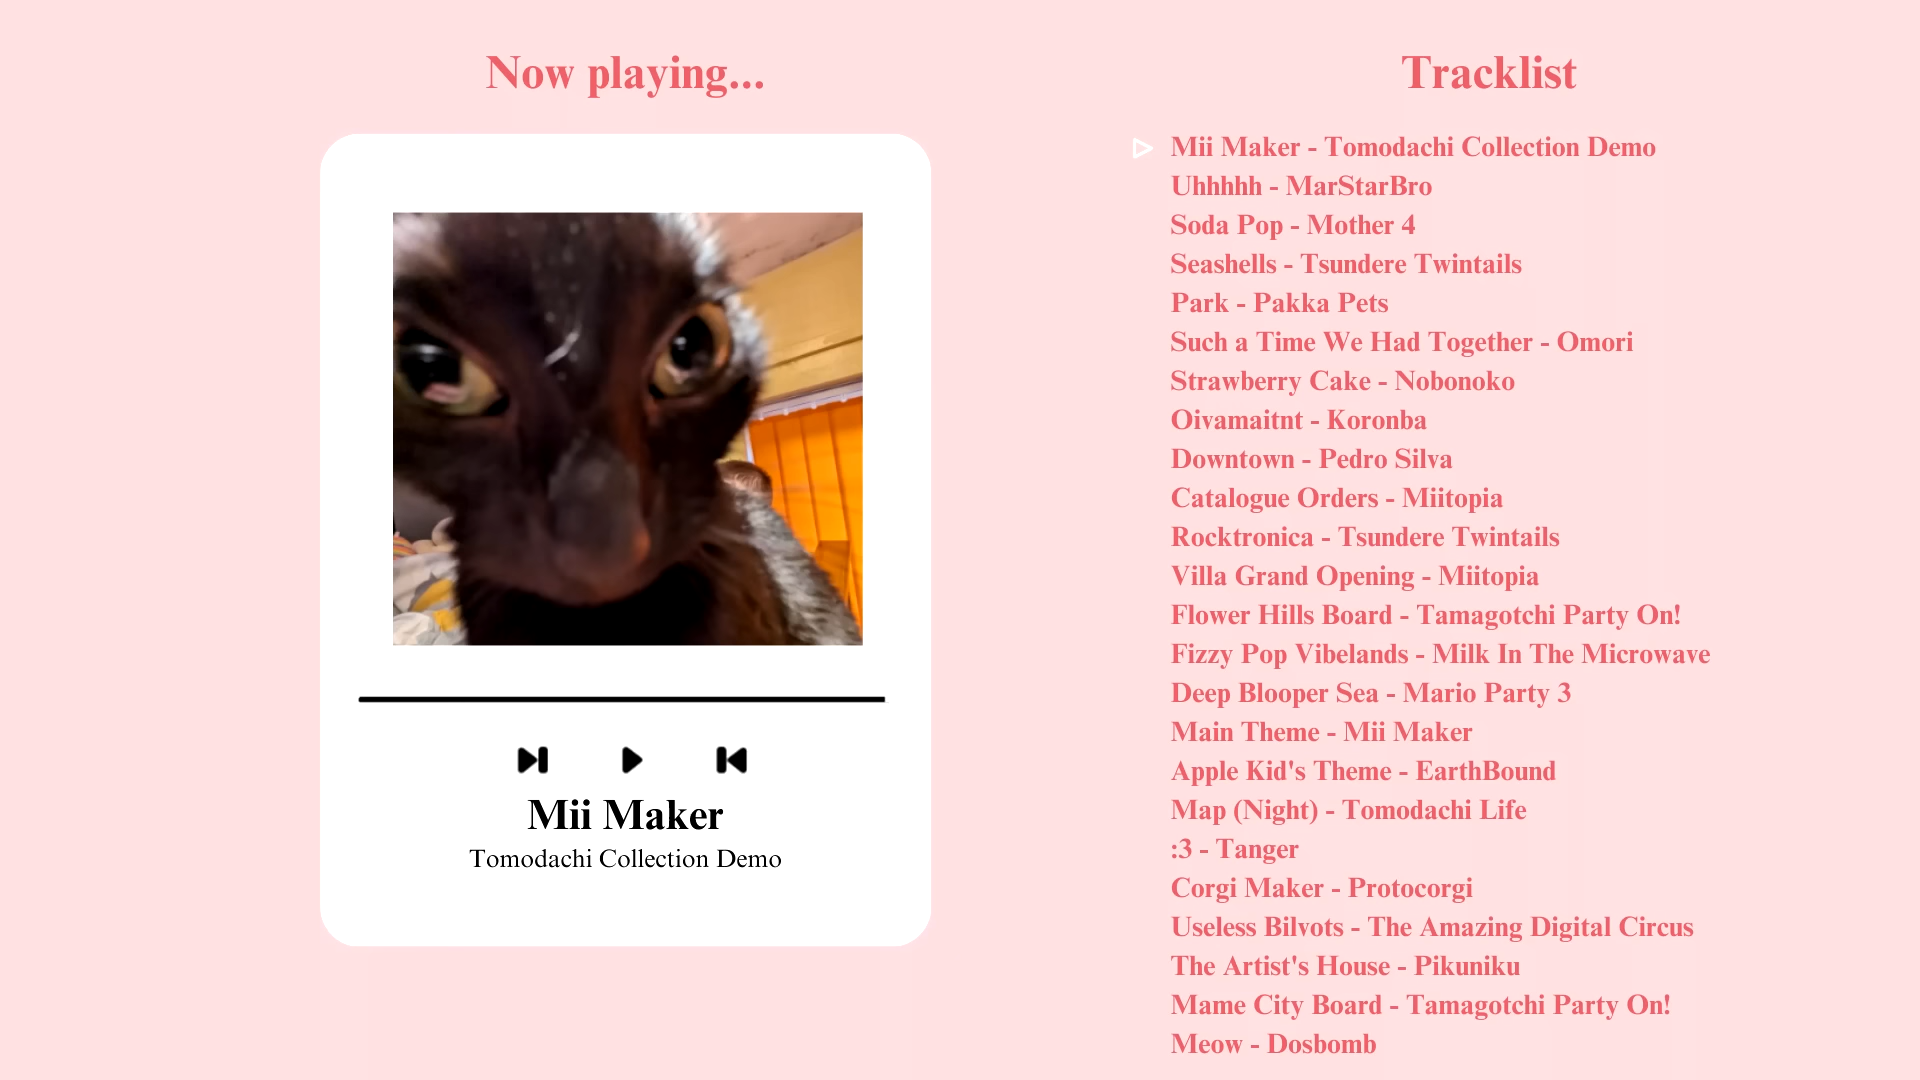 Now playing...
Mii Maker
Tomodachi Collection Demo
Tracklist
Mii Maker - Tomodachi Collection Demo
Uhhhhh - MarStarBro
Soda Pop - Mother 4
Seashells - Tsundere Twintails
Park - Pakka Pets
Such a Time We Had Together - Omori
Strawberry Cake - Nobonoko
Oivamaitnt - Koronba
Downtown - Pedro Silva
Catalogue Orders - Miitopia
Rocktronica - Tsundere Twintails
Villa Grand Opening - Miitopia
Flower Hills Board - Tamagotchi Party On!
Fizzy Pop Vibelands - Milk In The Microwave
Deep Blooper Sea - Mario Party 3
Main Theme - Mii Maker
Apple Kid's Theme - EarthBound
Map (Night) - Tomodachi Life
:3 - Tanger
Corgi Maker - Protocorgi
Useless Bilvots - The Amazing Digital Circus
The Artist's House - Pikuniku
Mame City Board - Tamagotchi Party On!
Meow - Dosbomb